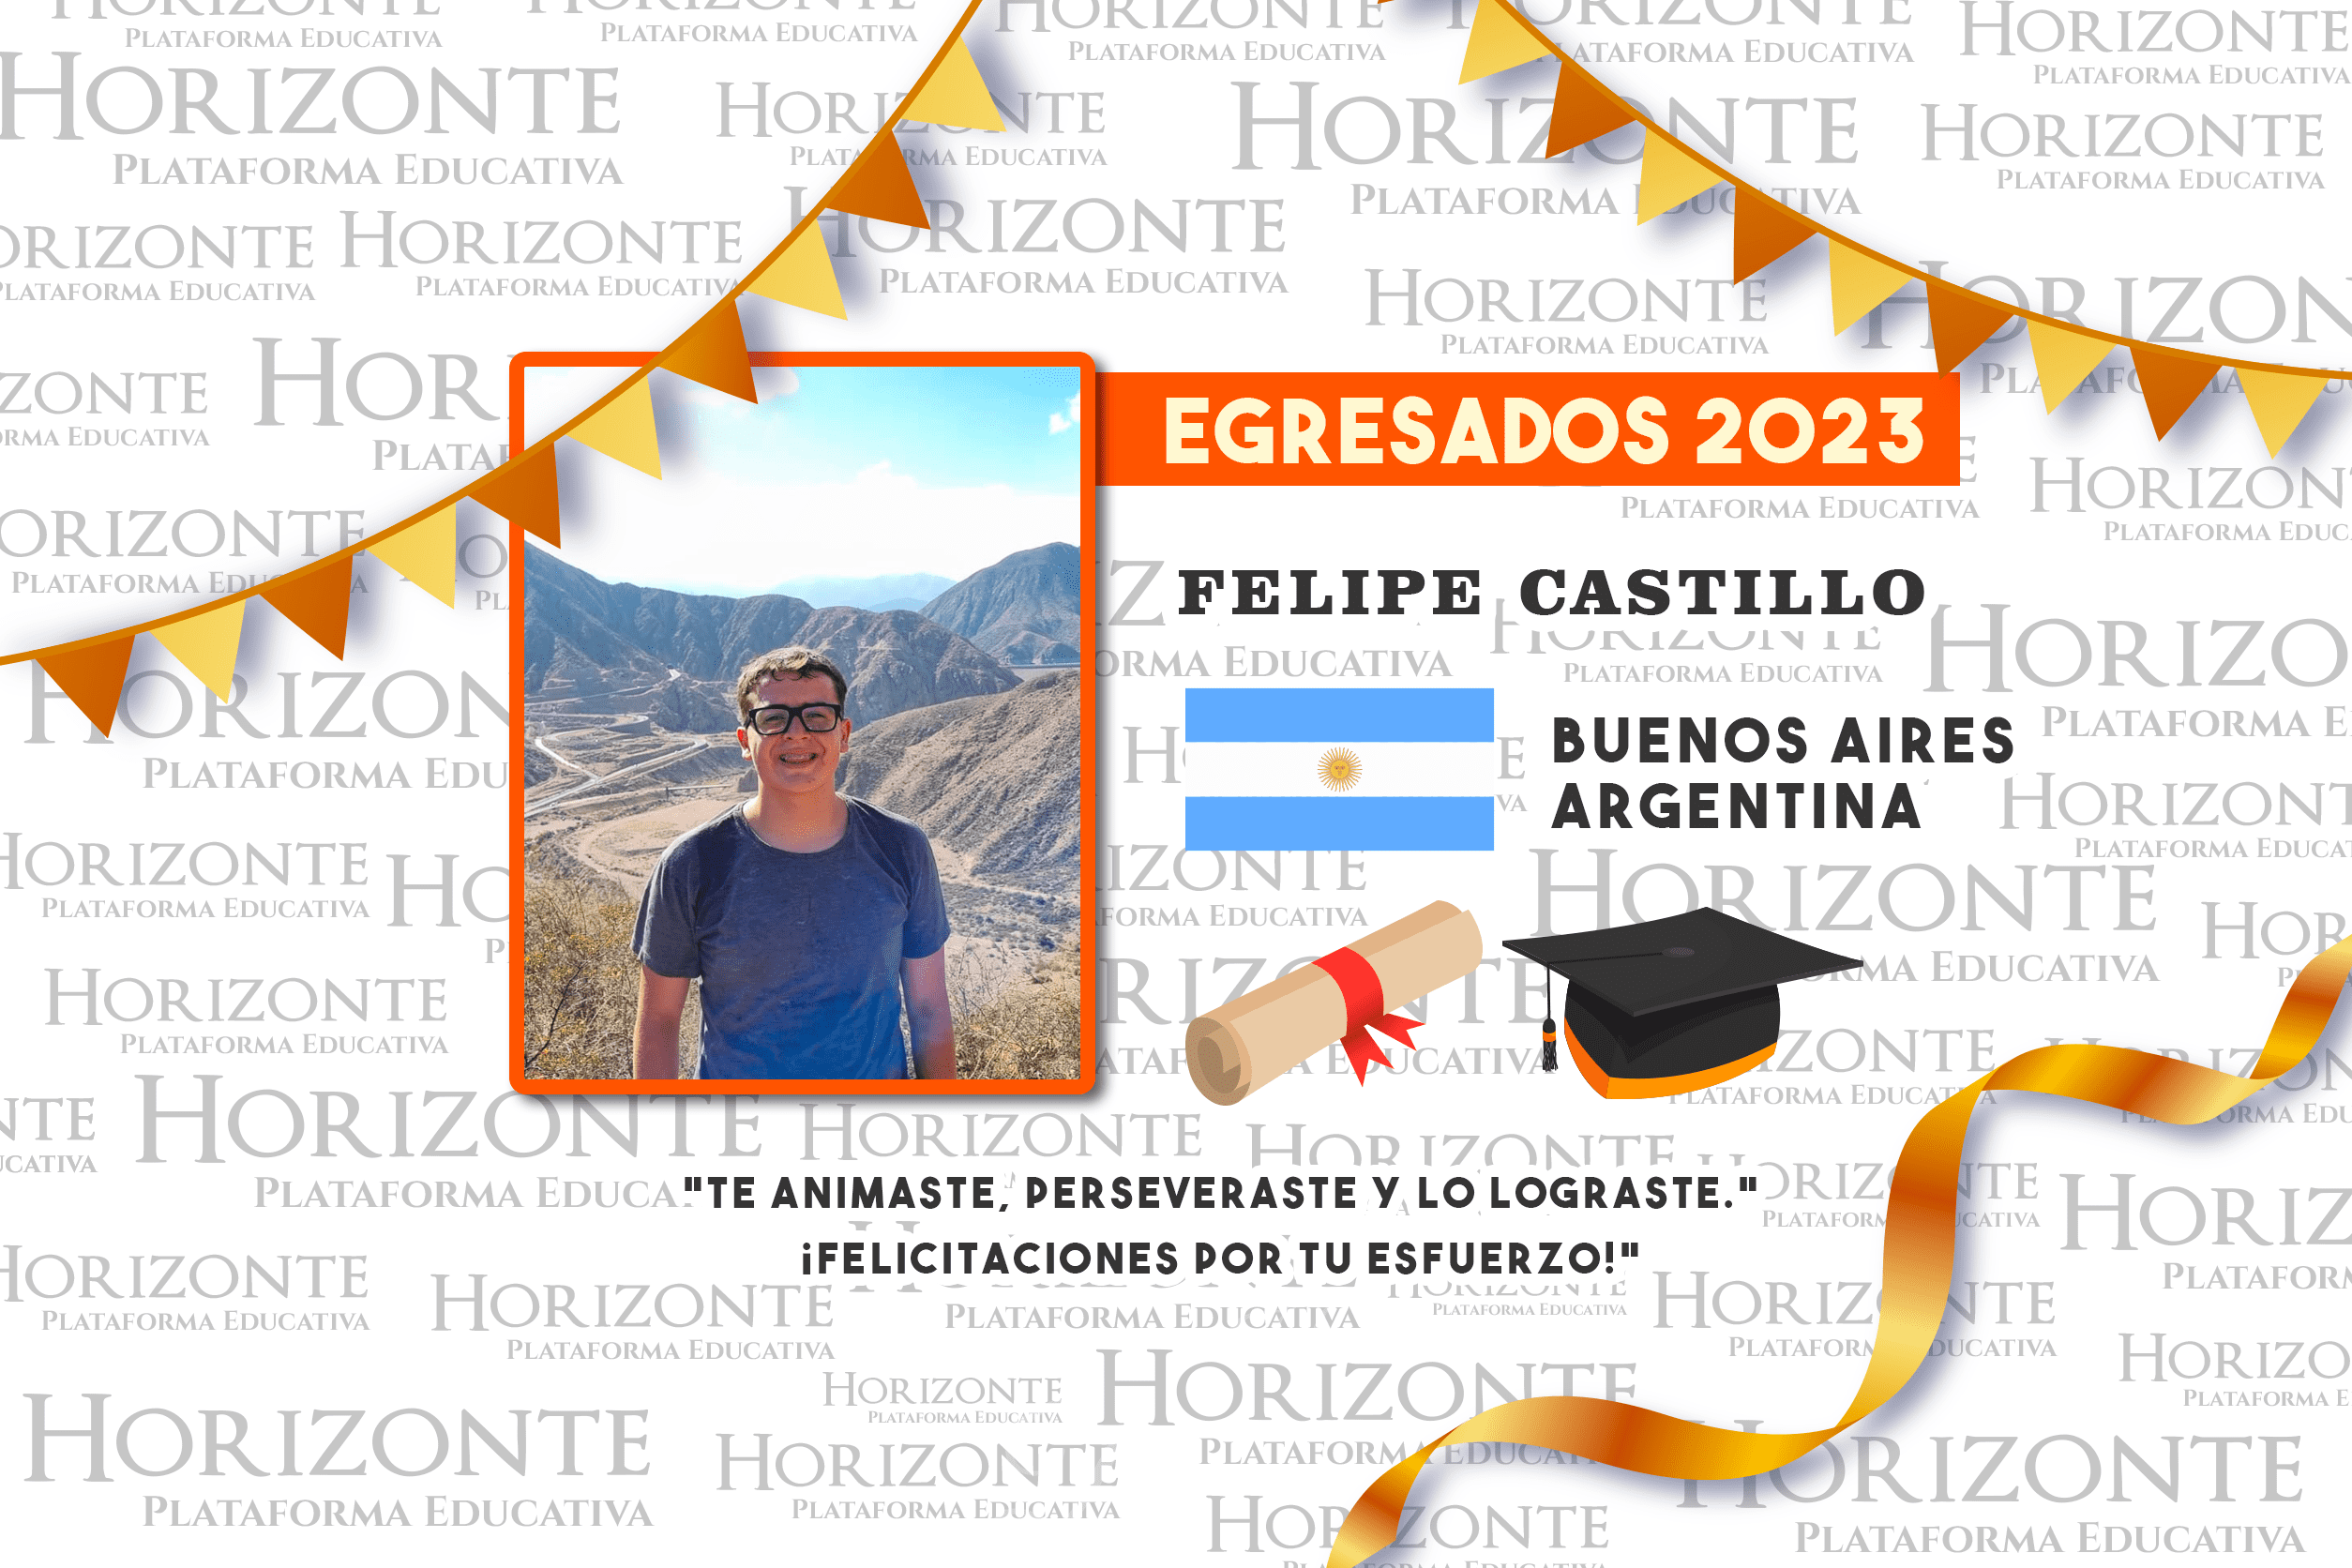 HORIZONTE
PLATAFORMA EDUCATIVA
EGRESADOS 2023
FELIPE CASTILLO
BUENOS AIRES
ARGENTINA
"TE ANIMASTE, PERSEVERASTE Y LO LOGRASTE."
¡FELICITACIONES POR TU ESFUERZO!"